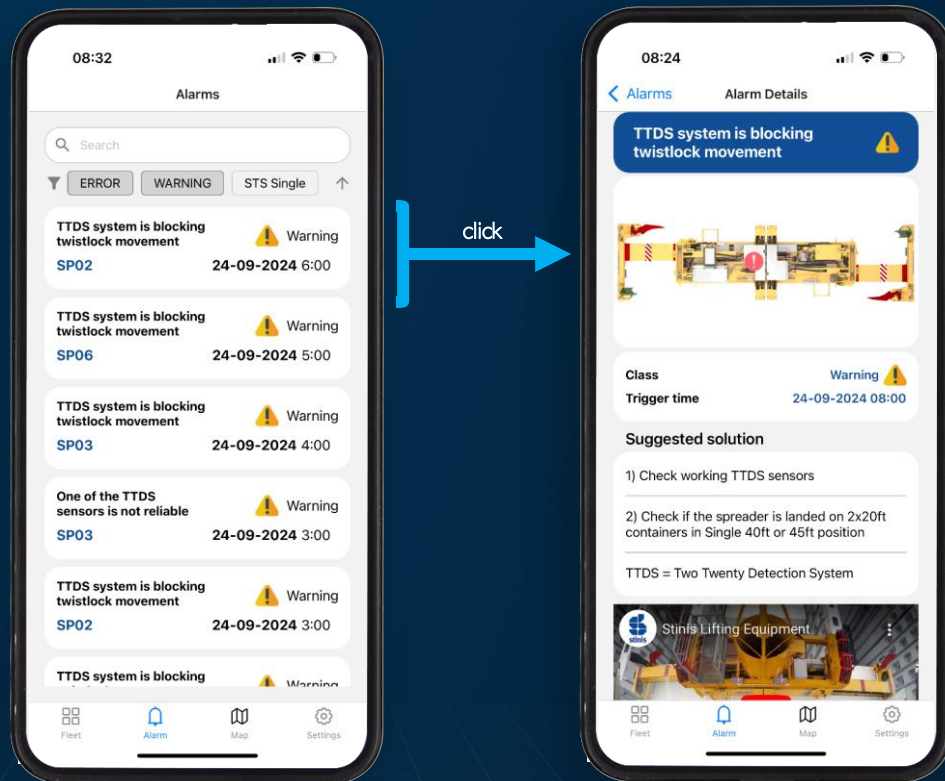 08:32
Alarms
Search
ERROR WARNING STS Single
TTDS system is blocking
twistlock movement
Warning
SP02 24-09-2024 6:00
TTDS system is blocking
twistlock movement
Warning
SP06 24-09-2024 5:00
TTDS system is blocking
twistlock movement
Warning
SP03 24-09-2024 4:00
One of the TTDS
sensors is not reliable
Warning
SP03 24-09-2024 3:00
TTDS system is blocking
twistlock movement
Warning
SP02 24-09-2024 3:00
TTDS system is blocking
Warning
Fleet Alarm Map Settings
click
08:24
Alarms Alarm Details
TTDS system is blocking
twistlock movement
Class Warning
Trigger time 24-09-2024 08:00
Suggested solution
1) Check working TTDS sensors
2) Check if the spreader is landed on 2x20ft
containers in Single 40ft or 45ft position
TTDS = Two Twenty Detection System
stinis
Stinis Lifting Equipment
Fleet Alarm Map Settings